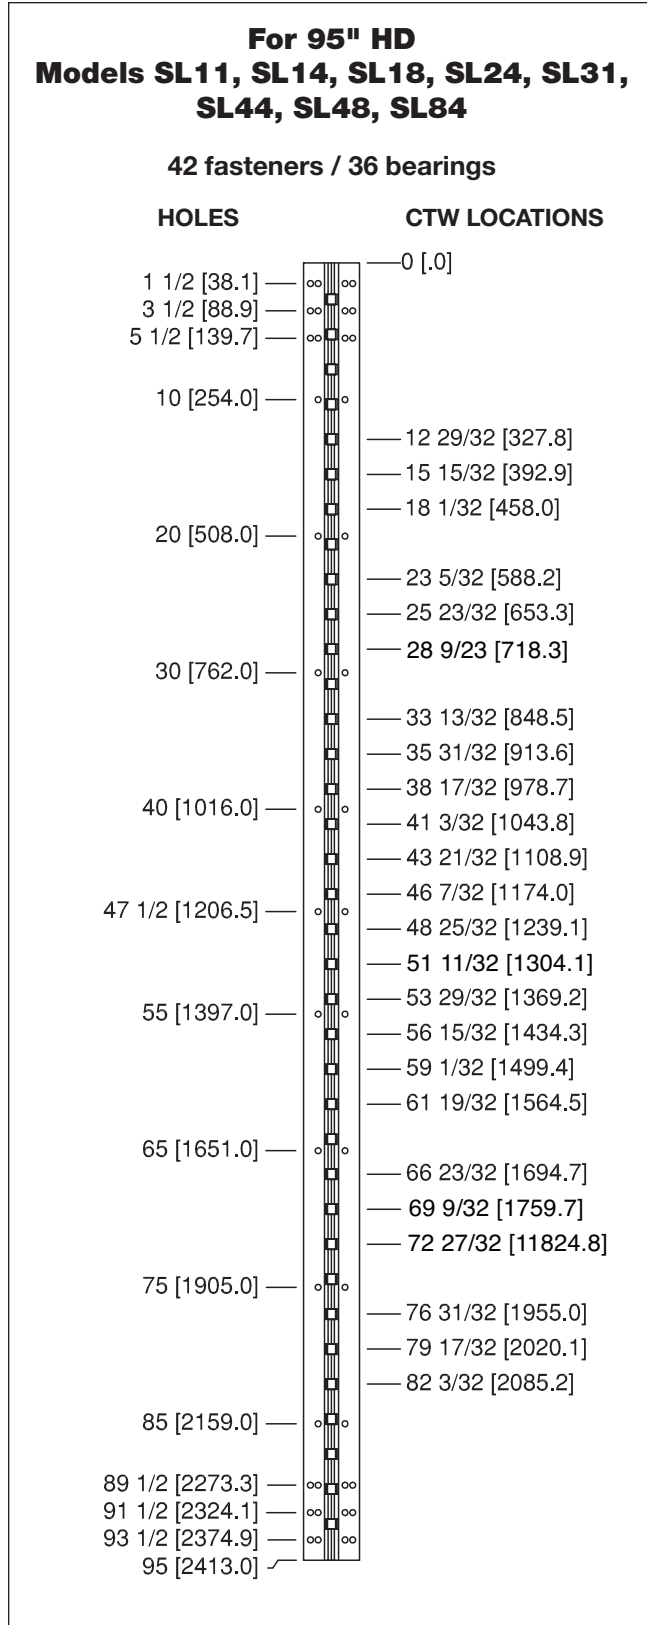 For 95" HD
Models SL11, SL14, SL18, SL24, SL31,
SL44, SL48, SL84
42 fasteners / 36 bearings
HOLES
CTW LOCATIONS
0 [.0]
1 1/2 [38.1]
3 1/2 [88.9]
5 1/2 [139.7]
10 [254.0]
12 29/32 [327.8]
15 15/32 [392.9]
18 1/32 [458.0]
20 [508.0]
23 5/32 [588.2]
25 23/32 [653.3]
28 9/23 [718.3]
30 [762.0]
33 13/32 [848.5]
35 31/32 [913.6]
38 17/32 [978.7]
40 [1016.0]
41 3/32 [1043.8]
43 21/32 [1108.9]
46 7/32 [1174.0]
47 1/2 [1206.5]
48 25/32 [1239.1]
51 11/32 [1304.1]
53 29/32 [1369.2]
55 [1397.0]
56 15/32 [1434.3]
59 1/32 [1499.4]
61 19/32 [1564.5]
65 [1651.0]
66 23/32 [1694.7]
69 9/32 [1759.7]
72 27/32 [11824.8]
75 [1905.0]
76 31/32 [1955.0]
79 17/32 [2020.1]
82 3/32 [2085.2]
85 [2159.0]
89 1/2 [2273.3]
91 1/2 [2324.1]
93 1/2 [2374.9]
95 [2413.0]